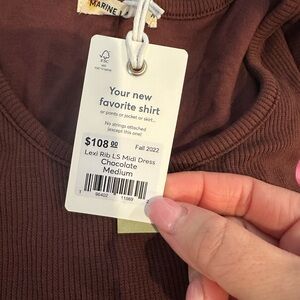 MARINE
FSC
Your new
favorite shirt
or pants or jacket or skirt...
No strings attached
(except this one)
$108.00
Fall 2022
Lexi Rib LS Midi Dress
Chocolate
Medium